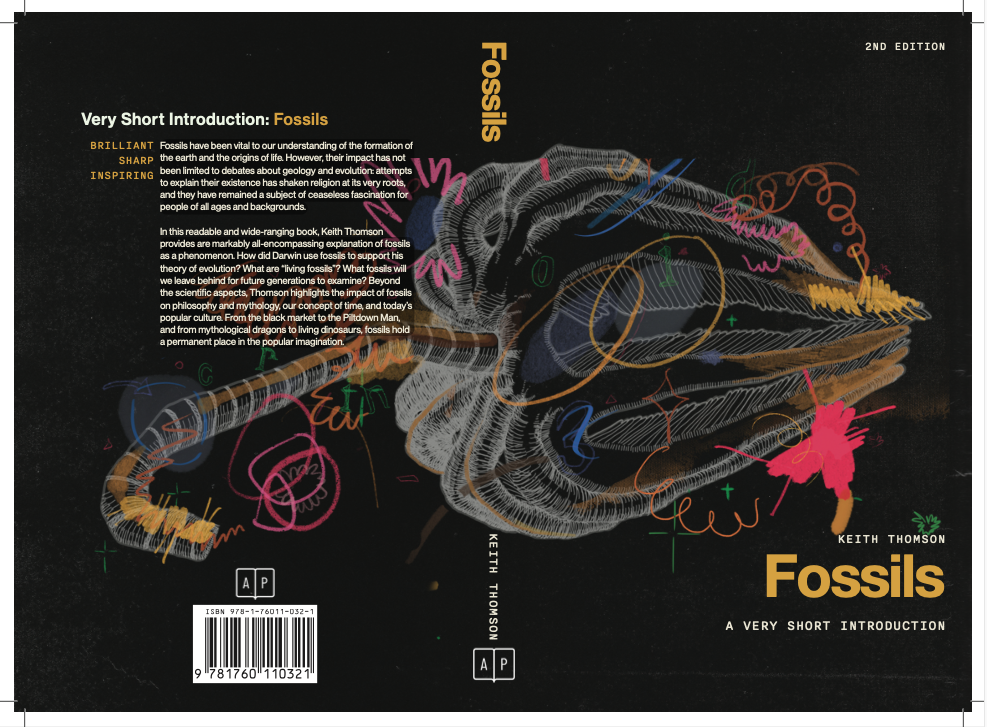 2ND EDITION
Fossils
Very Short Introduction: Fossils
BRILLIANT
SHARP
INSPIRING
Fossils have been vital to our understanding of the formation of
the earth and the origins of life. However, their impact has not
been limited to debates about geology and evolution: attempts
to explain their existence has shaken religion at its very roots,
and they have remained a subject of ceaseless fascination for
people of all ages and backgrounds.
In this readable and wide-ranging book, Keith Thomson
provides are markably all-encompassing explanation of fossils
as a phenomenon. How did Darwin use fossils to support his
theory of evolution? What are “living fossils”? What fossils will
we leave behind for future generations to examine? Beyond
the scientific aspects, Thomson highlights the impact of fossils
on philosophy and mythology, our concept of time, and today’s
popular culture. From the black market to the Piltdown Man,
and from mythological dragons to living dinosaurs, fossils hold
a permanent place in the popular imagination.
KEITH THOMSON
A P
KEITH THOMSON
Fossils
A VERY SHORT INTRODUCTION
A P
ISBN 978-1-76011-032-1
9 781760 110321